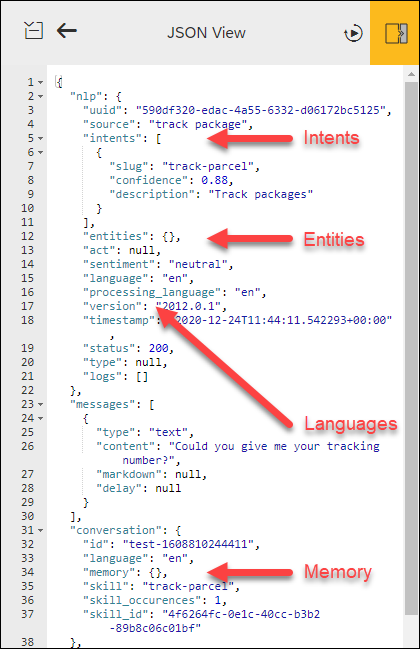 JSON View
1 {
2 "nlp": {
3 "uuid": "590df320-edac-4a55-6332-d06172bc5125",
4 "source": "track package",
5 "intents": [ Intents
6 {
7 "slug": "track-parcel",
8 "confidence": 0.88,
9 "description": "Track packages"
10 }
11 ],
12 "entities": {}, Entities
13 "act": null,
14 "sentiment": "neutral",
15 "language": "en",
16 "processing_language": "en",
17 "version": "2012.0.1",
18 "timestamp": "2020-12-24T11:44:11.542293+00:00"
,
19 "status": 200,
20 "type": null,
21 "logs": []
22 },
23 "messages": [ Languages
24 {
25 "type": "text",
26 "content": "Could you give me your tracking
number?",
27 "markdown": null,
28 "delay": null
29 }
30 ],
31 "conversation": {
32 "id": "test-1608810244411",
33 "language": "en",
34 "memory": {}, Memory
35 "skill": "track-parcel",
36 "skill_occurences": 1,
37 "skill_id": "4f6264fc-0e1c-40cc-b3b2
-89b8c06c01bf"
38 },